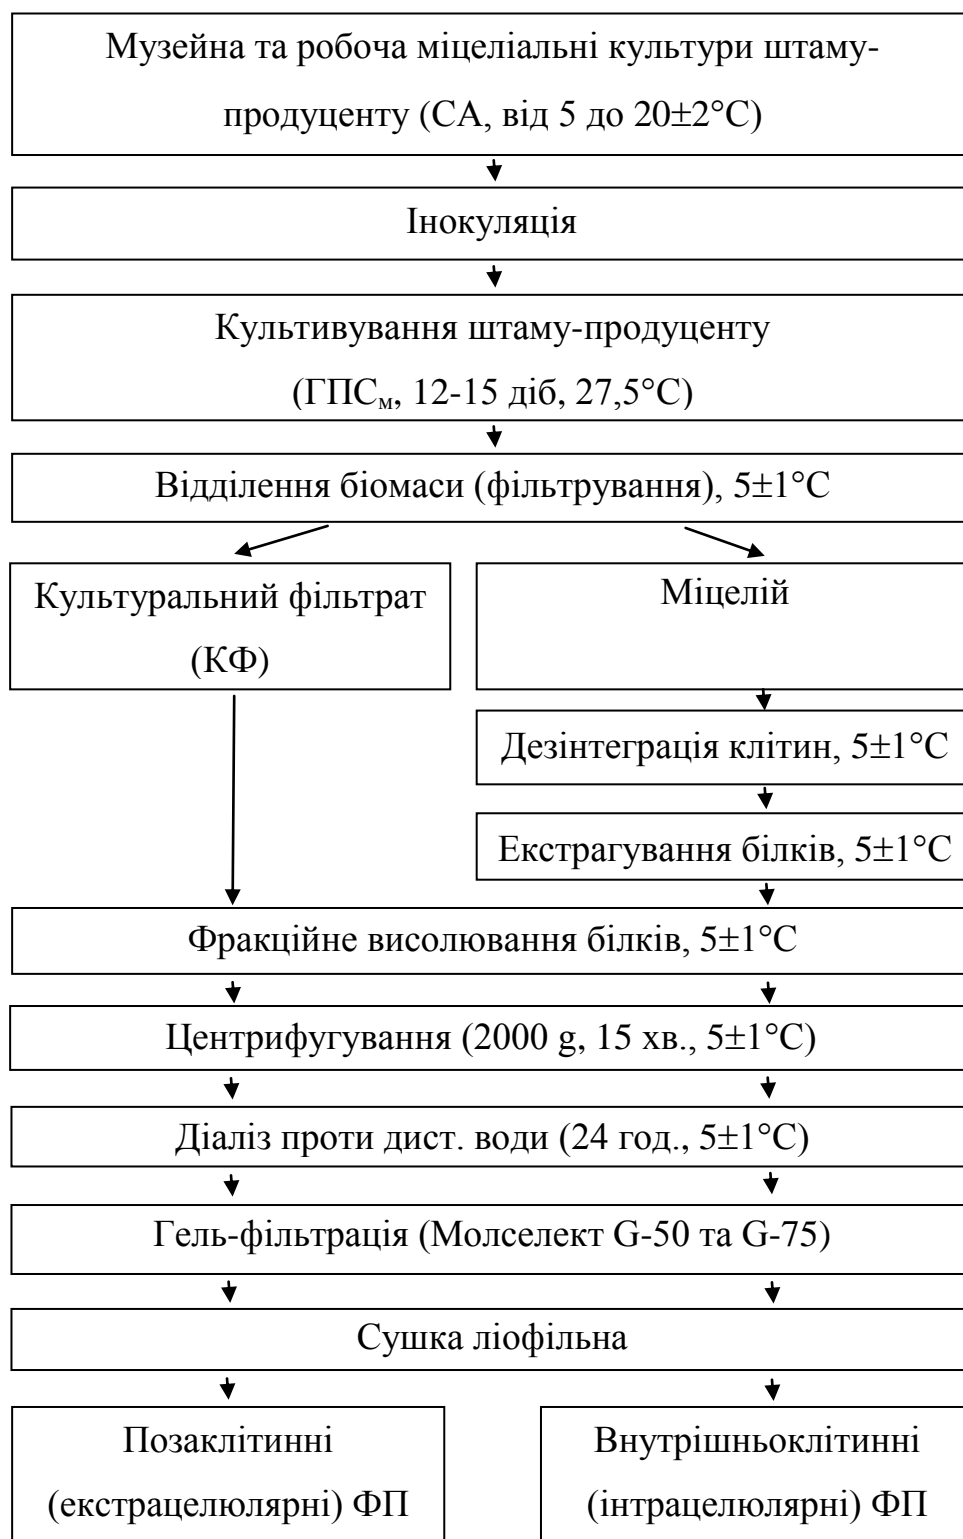 Музейна та робоча міцеліальні культури штаму-
продуценту (СА, від 5 до 20±2°С)
Інокуляція
Культивування штаму-продуценту
(ГПСм, 12-15 діб, 27,5°С)
Відділення біомаси (фільтрування), 5±1°С
Культуральний фільтрат
(КФ)
Міцелій
Дезінтеграція клітин, 5±1°С
Екстрагування білків, 5±1°С
Фракційне висолювання білків, 5±1°С
Центрифугування (2000 g, 15 хв., 5±1°С)
Діаліз проти дист. води (24 год., 5±1°С)
Гель-фільтрація (Молселект G-50 та G-75)
Сушка ліофільна
Позаклітинні
(екстрацелюлярні) ФП
Внутрішньоклітинні
(інтрацелюлярні) ФП